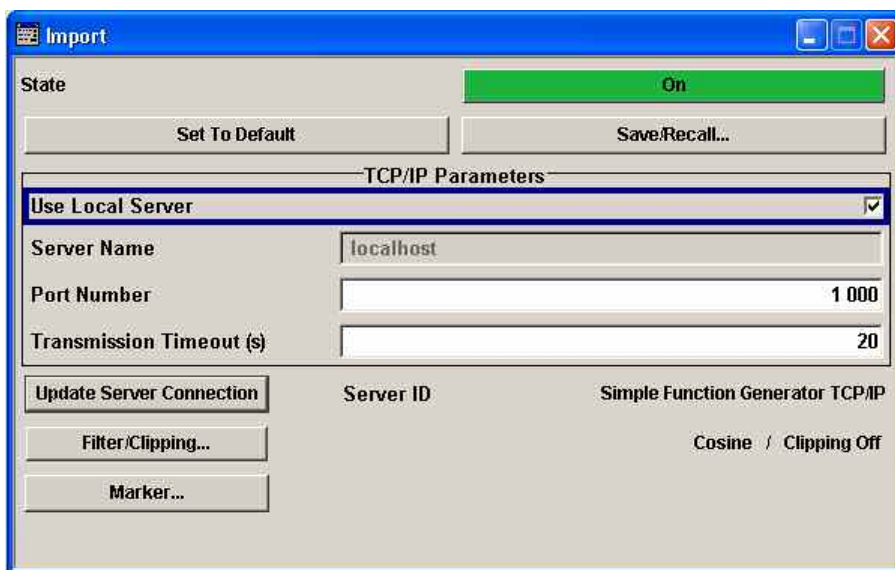 Import
State
On
Set To Default
Save/Recall...
TCP/IP Parameters
Use Local Server
Server Name
localhost
Port Number
1 000
Transmission Timeout (s)
20
Update Server Connection
Server ID
Simple Function Generator TCP/IP
Filter/Clipping...
Cosine / Clipping Off
Marker...